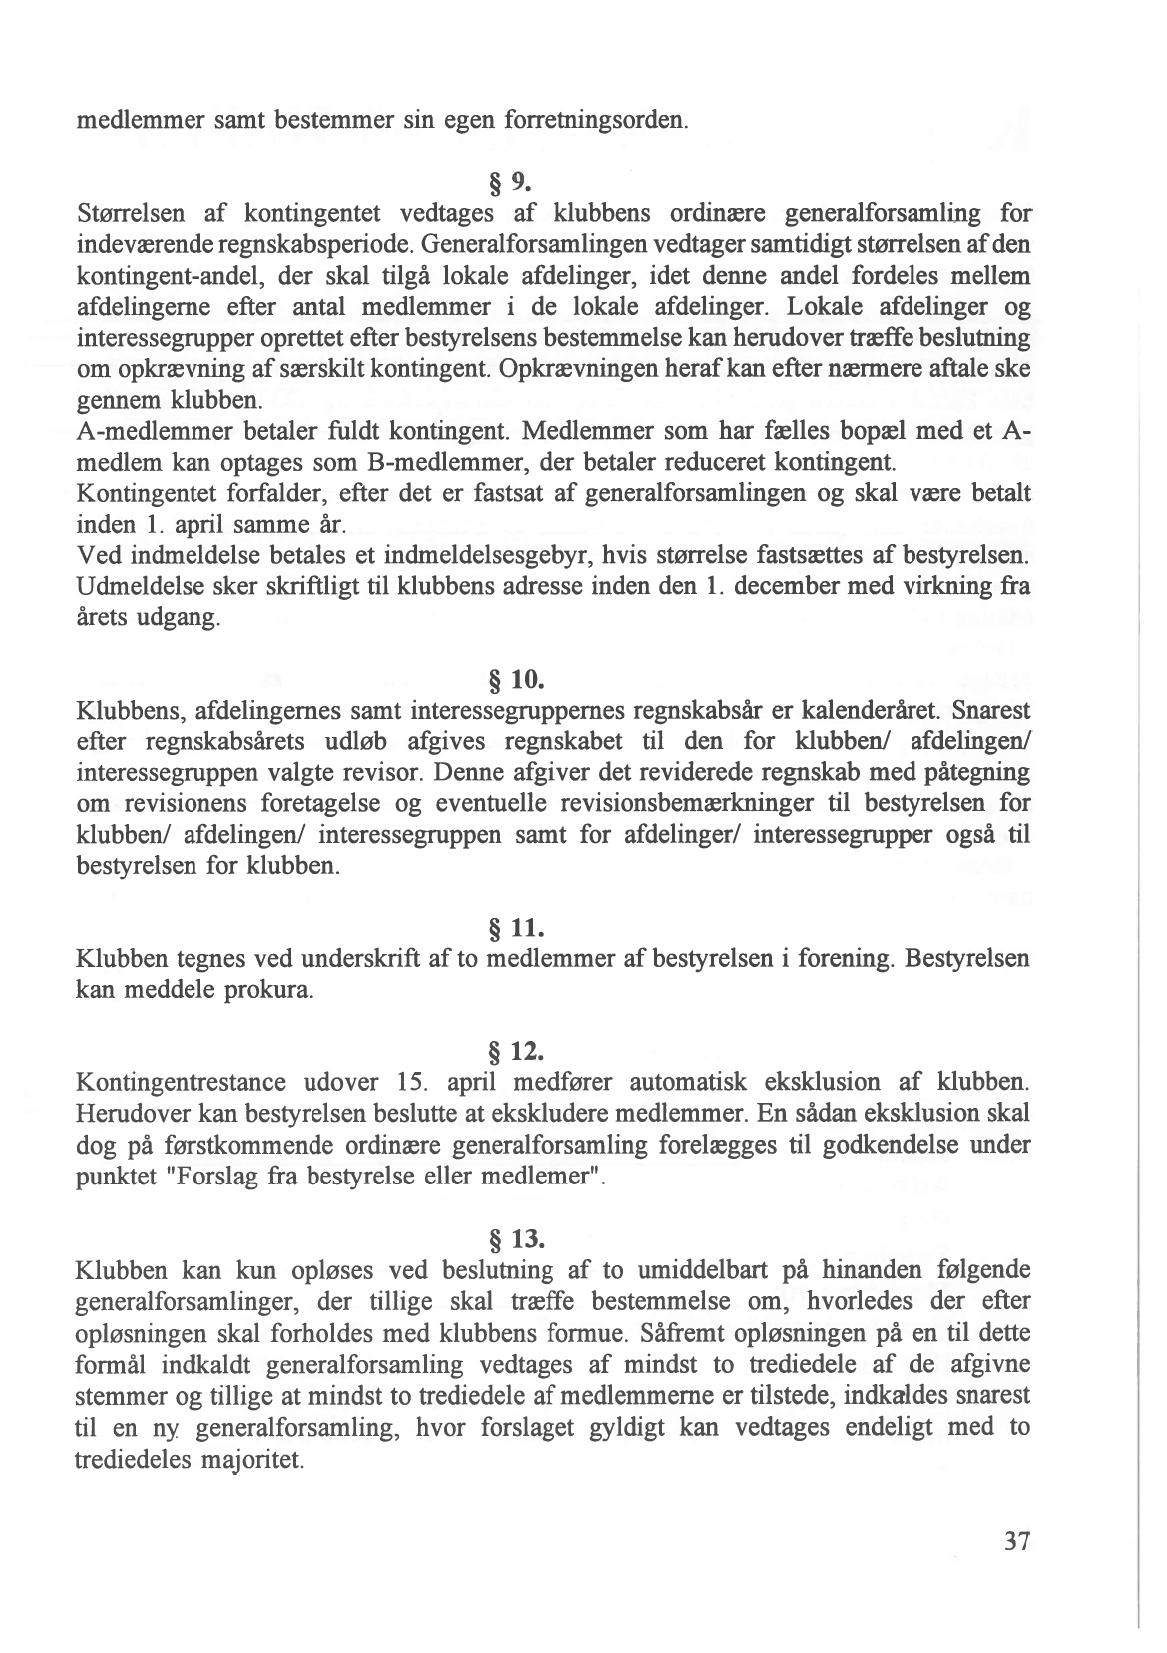 medlemmer samt bestemmer sin egen forretningsorden.
§ 9.
Størrelsen af kontingentet vedtages af klubbens ordinære generalforsamling for
indeværende regnskabsperiode. Generalforsamlingen vedtager samtidigt størrelsen af den
kontingent-andel, der skal tilgå lokale afdelinger, idet denne andel fordeles mellem
afdelingerne efter antal medlemmer i de lokale afdelinger. Lokale afdelinger og
interessegrupper oprettet efter bestyrelsens bestemmelse kan herudover træffe beslutning
om opkrævning af særskilt kontingent. Opkrævningen heraf kan efter nærmere aftale ske
gennem klubben.
A-medlemmer betaler fuldt kontingent. Medlemmer som har fælles bopæl med et A-
medlem kan optages som B-medlemmer, der betaler reduceret kontingent.
Kontingentet forfalder, efter det er fastsat af generalforsamlingen og skal være betalt
inden 1. april samme år.
Ved indmeldelse betales et indmeldelsesgebyr, hvis størrelse fastsættes af bestyrelsen.
Udmeldelse sker skriftligt til klubbens adresse inden den 1. december med virkning fra
årets udgang.
§ 10.
Klubbens, afdelingernes samt interessegruppernes regnskabsår er kalenderåret. Snarest
efter regnskabsårets udløb afgives regnskabet til den for klubben/ afdelingen/
interessegruppen valgte revisor. Denne afgiver det reviderede regnskab med påtegning
om revisionens foretagelse og eventuelle revisionsbemærkninger til bestyrelsen for
klubben/ afdelingen/ interessegruppen samt for afdelinger/ interessegrupper også til
bestyrelsen for klubben.
§ 11.
Klubben tegnes ved underskrift af to medlemmer af bestyrelsen i forening. Bestyrelsen
kan meddele prokura.
§ 12.
Kontingentrestance udover 15. april medfører automatisk eksklusion af klubben.
Herudover kan bestyrelsen beslutte at ekskludere medlemmer. En sådan eksklusion skal
dog på førstkommende ordinære generalforsamling forelægges til godkendelse under
punktet "Forslag fra bestyrelse eller medlemer".
§ 13.
Klubben kan kun opløses ved beslutning af to umiddelbart på hinanden følgende
generalforsamlinger, der tillige skal træffe bestemmelse om, hvorledes der efter
opløsningen skal forholdes med klubbens formue. Såfremt opløsningen på en til dette
formål indkaldt generalforsamling vedtages af mindst to trediedele af de afgivne
stemmer og tillige at mindst to trediedele af medlemmerne er tilstede, indkaldes snarest
til en ny generalforsamling, hvor forslaget gyldigt kan vedtages endeligt med to
trediedeles majoritet.
37